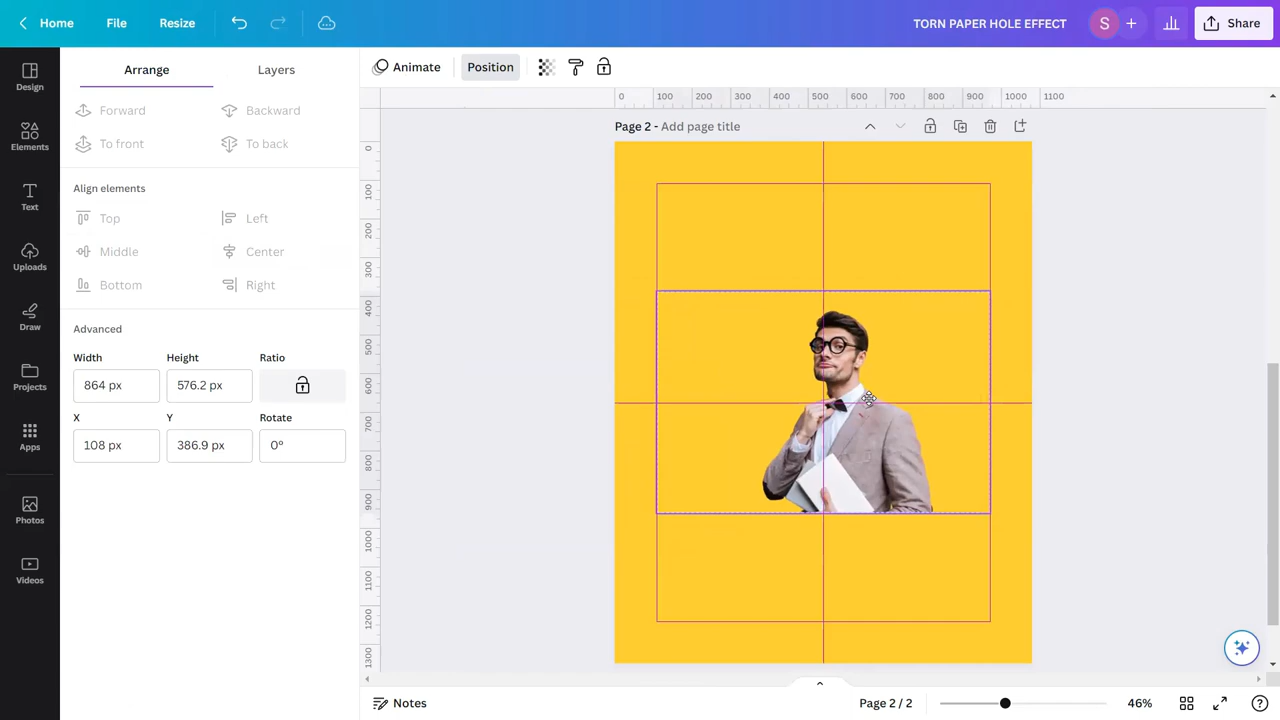 Home File Resize TORN PAPER HOLE EFFECT S Share
Design
Elements
Text
Uploads
Draw
Projects
Apps
Photos
Videos
Arrange Layers
Forward Backward
To front To back
Align elements
Top Left
Middle Center
Bottom Right
Advanced
Width Height Ratio
864 px 576.2 px
X Y Rotate
108 px 386.9 px 0°
Animate Position
0 100 200 300 400 500 600 700 800 900 1000 1100
Page 2 - Add page title
0
100
200
300
400
500
600
700
800
900
1000
1100
1200
1300
Notes Page 2 / 2 46%